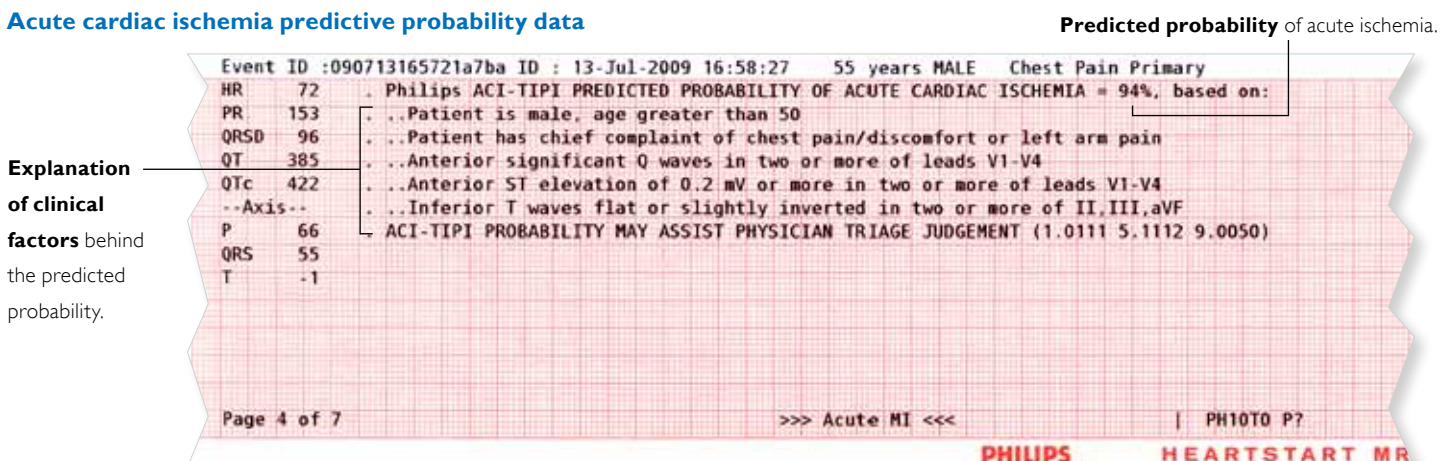 Acute cardiac ischemia predictive probability data
Predicted probability of acute ischemia.
Event ID :090713165721a7ba ID : 13-Jul-2009 16:58:27 55 years MALE Chest Pain Primary
HR 72 . Philips ACI-TIPI PREDICTED PROBABILITY OF ACUTE CARDIAC ISCHEMIA = 94%, based on:
PR 153 . ..Patient is male, age greater than 50
QRSD 96 . ..Patient has chief complaint of chest pain/discomfort or left arm pain
QT 385 . ..Anterior significant Q waves in two or more of leads V1-V4
QTc 422 . ..Anterior ST elevation of 0.2 mV or more in two or more of leads V1-V4
--Axis-- . ..Inferior T waves flat or slightly inverted in two or more of II,III,aVF
P 66 . ACI-TIPI PROBABILITY MAY ASSIST PHYSICIAN TRIAGE JUDGEMENT (1.0111 5.1112 9.0050)
QRS 55
T -1
Explanation
of clinical
factors behind
the predicted
probability.
Page 4 of 7 >>> Acute MI <<< | PH10TO P?
PHILIPS HEARTSTART MR